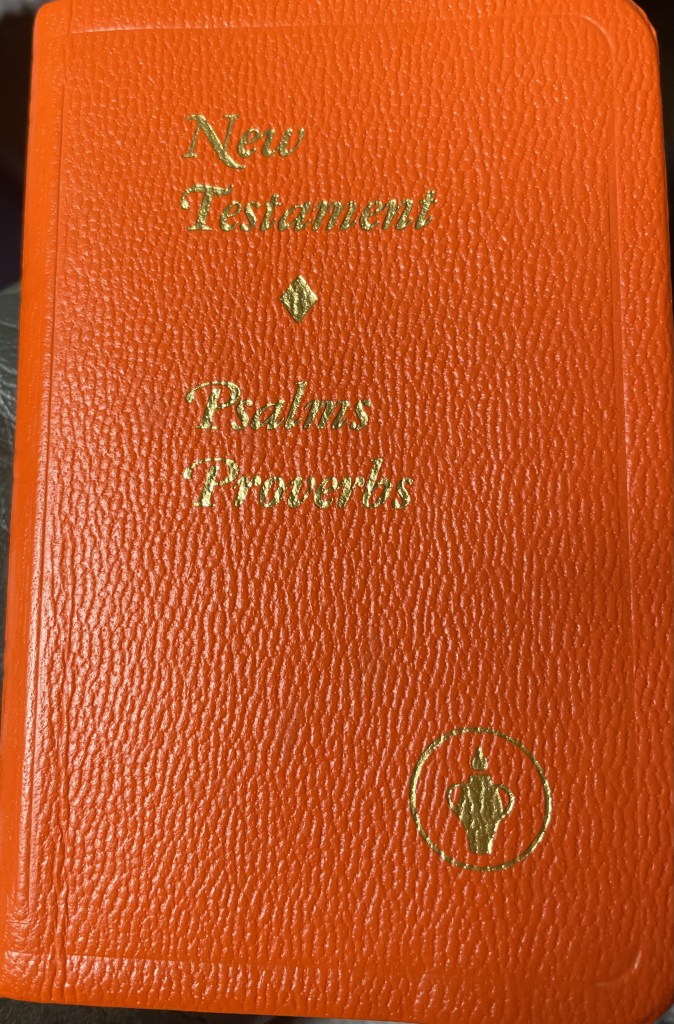 New
Testament
Psalms
Proverbs